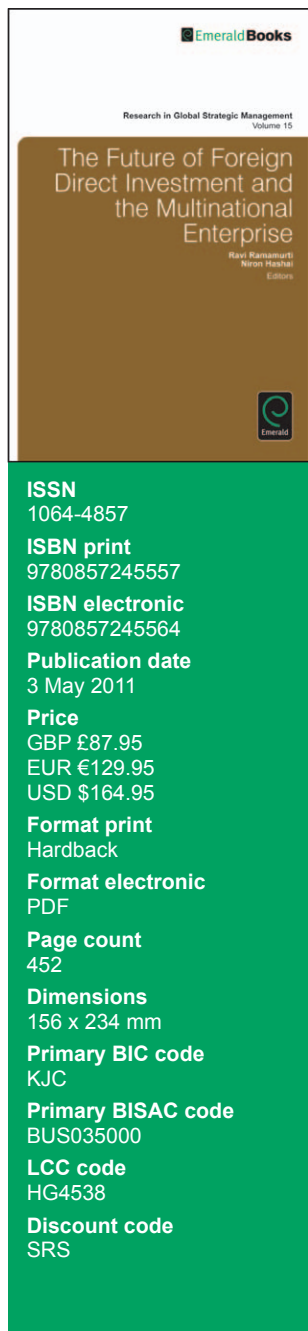 Emerald Books
Research in Global Strategic Management
Volume 15
The Future of Foreign
Direct Investment and
the Multinational
Enterprise
Ravi Ramamurti
Niron Hashai
Editors
Emerald
ISSN
1064-4857
ISBN print
9780857245557
ISBN electronic
9780857245564
Publication date
3 May 2011
Price
GBP £87.95
EUR €129.95
USD $164.95
Format print
Hardback
Format electronic
PDF
Page count
452
Dimensions
156 x 234 mm
Primary BIC code
KJC
Primary BISAC code
BUS035000
LCC code
HG4538
Discount code
SRS